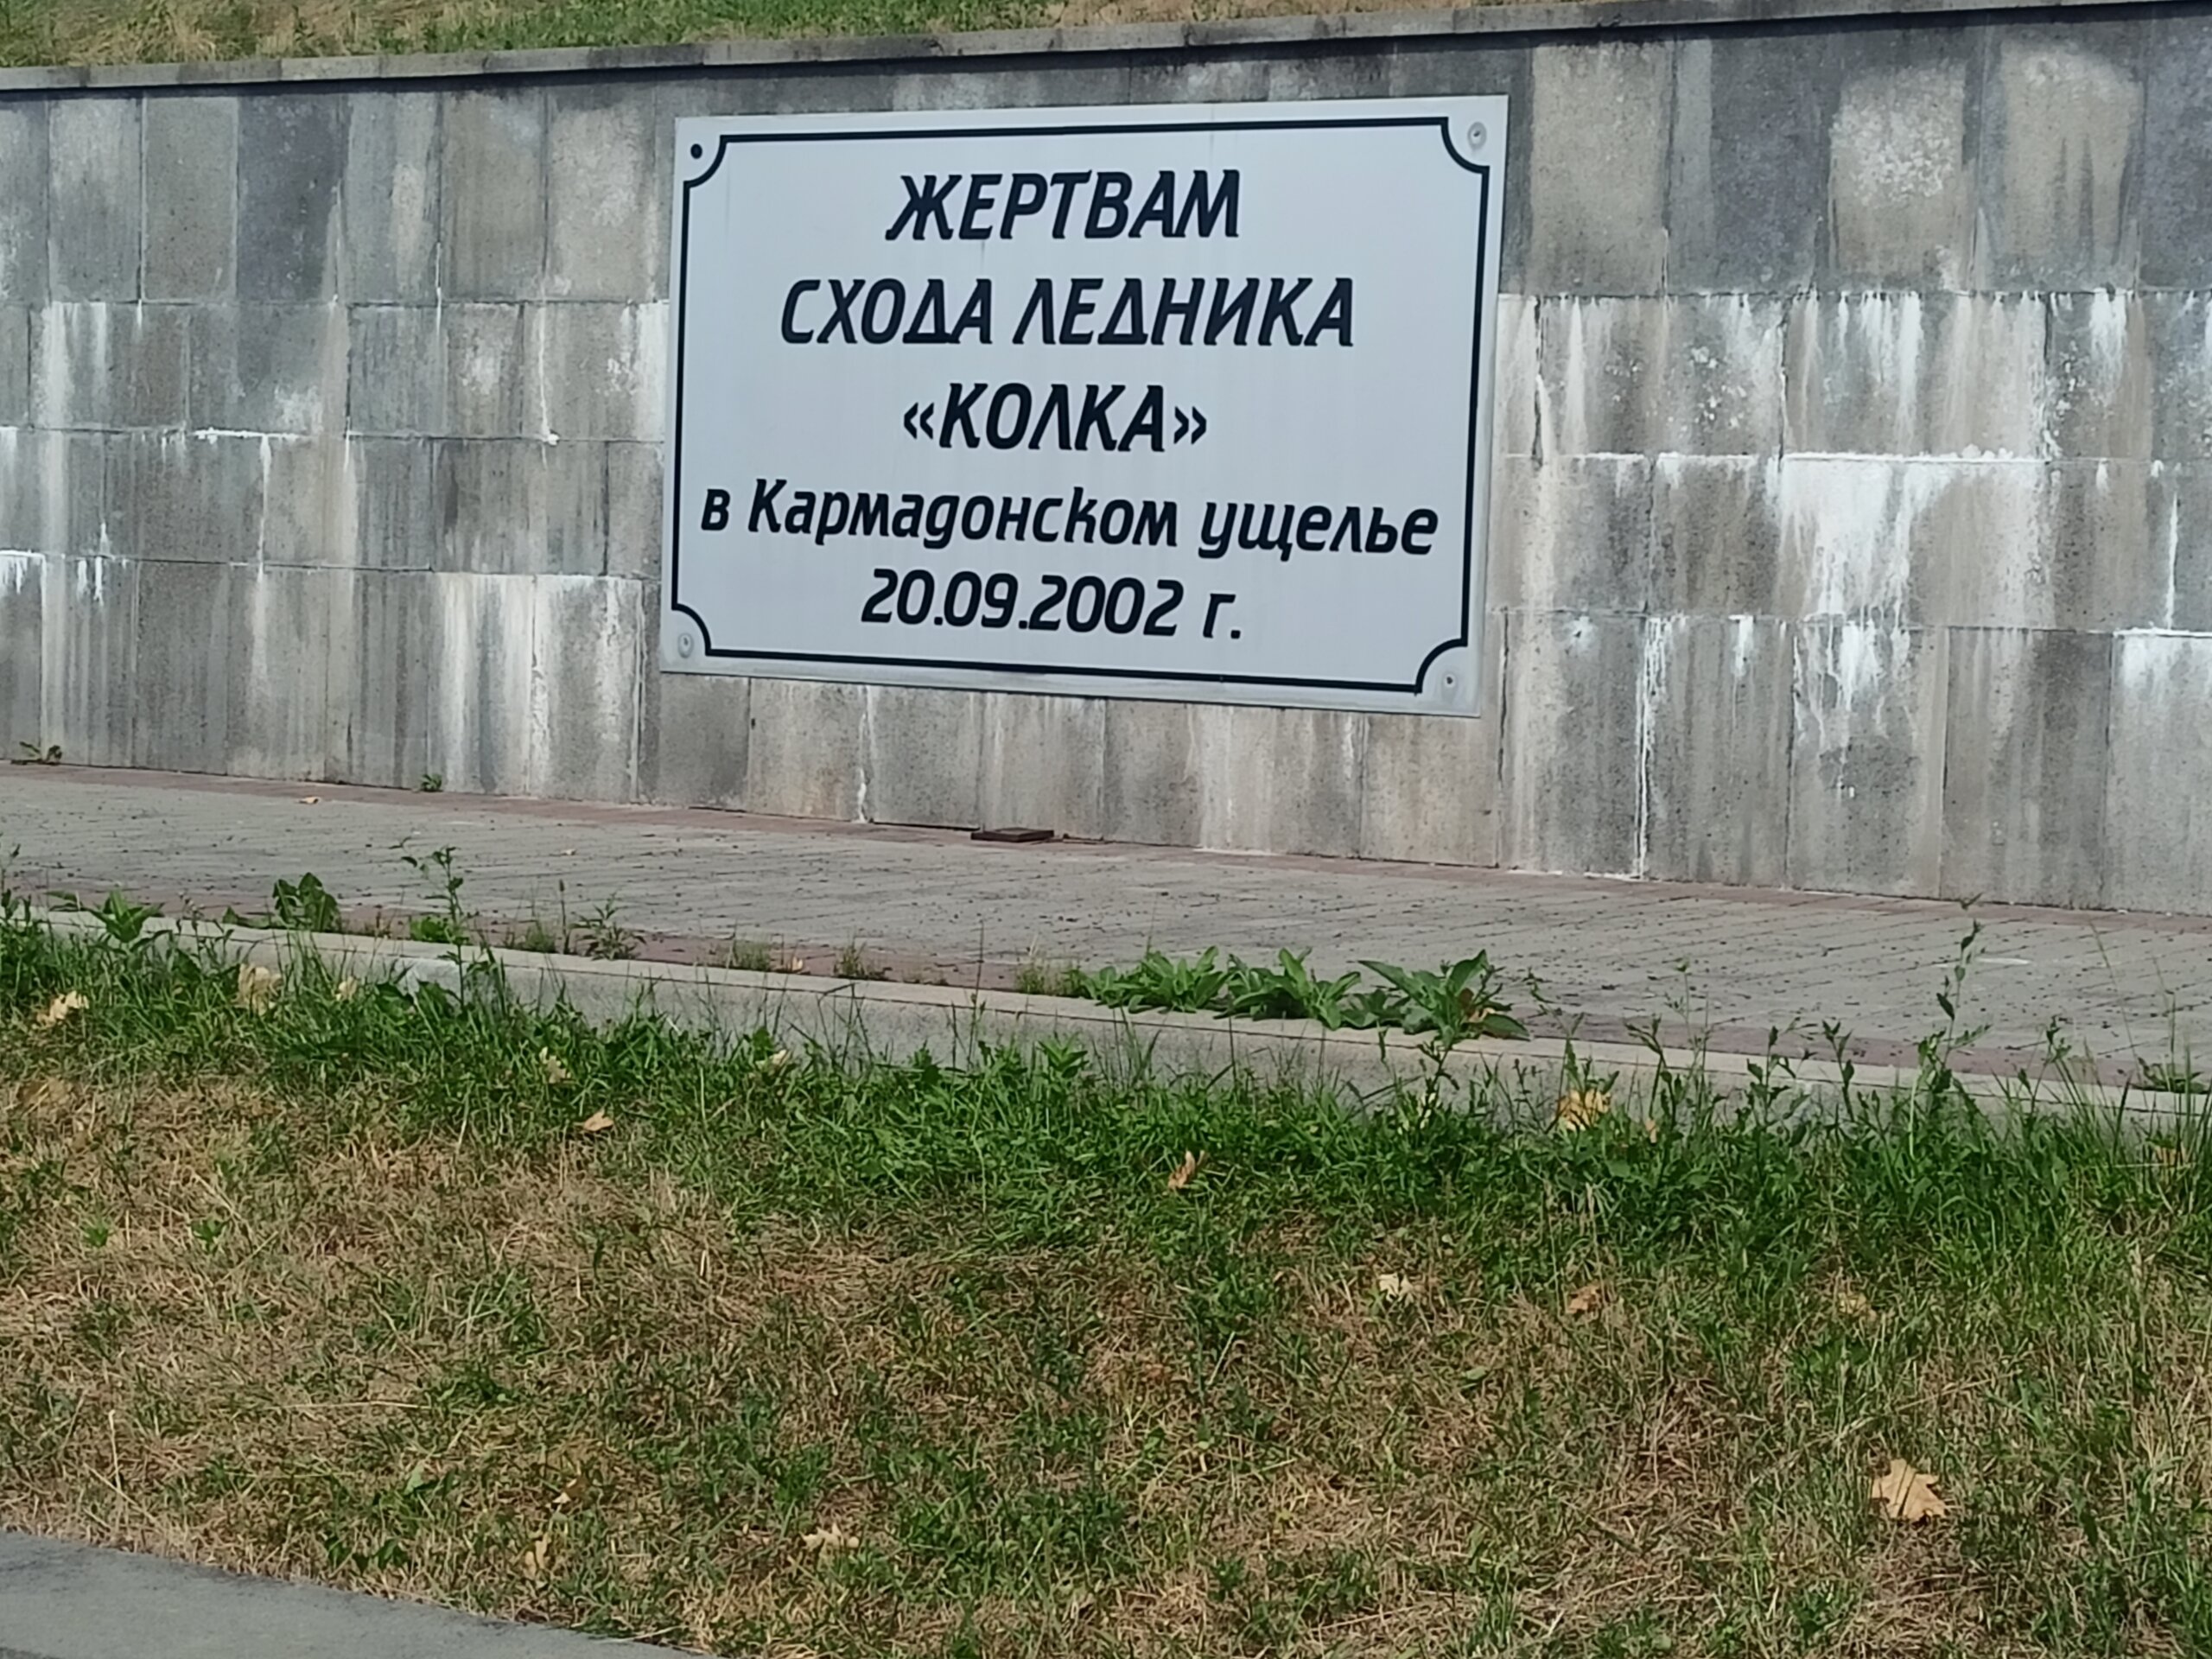 ЖЕРТВАМ
СХОДА ЛЕДНИКА
«КОЛКА»
в Кармадонском ущелье
20.09.2002 г.